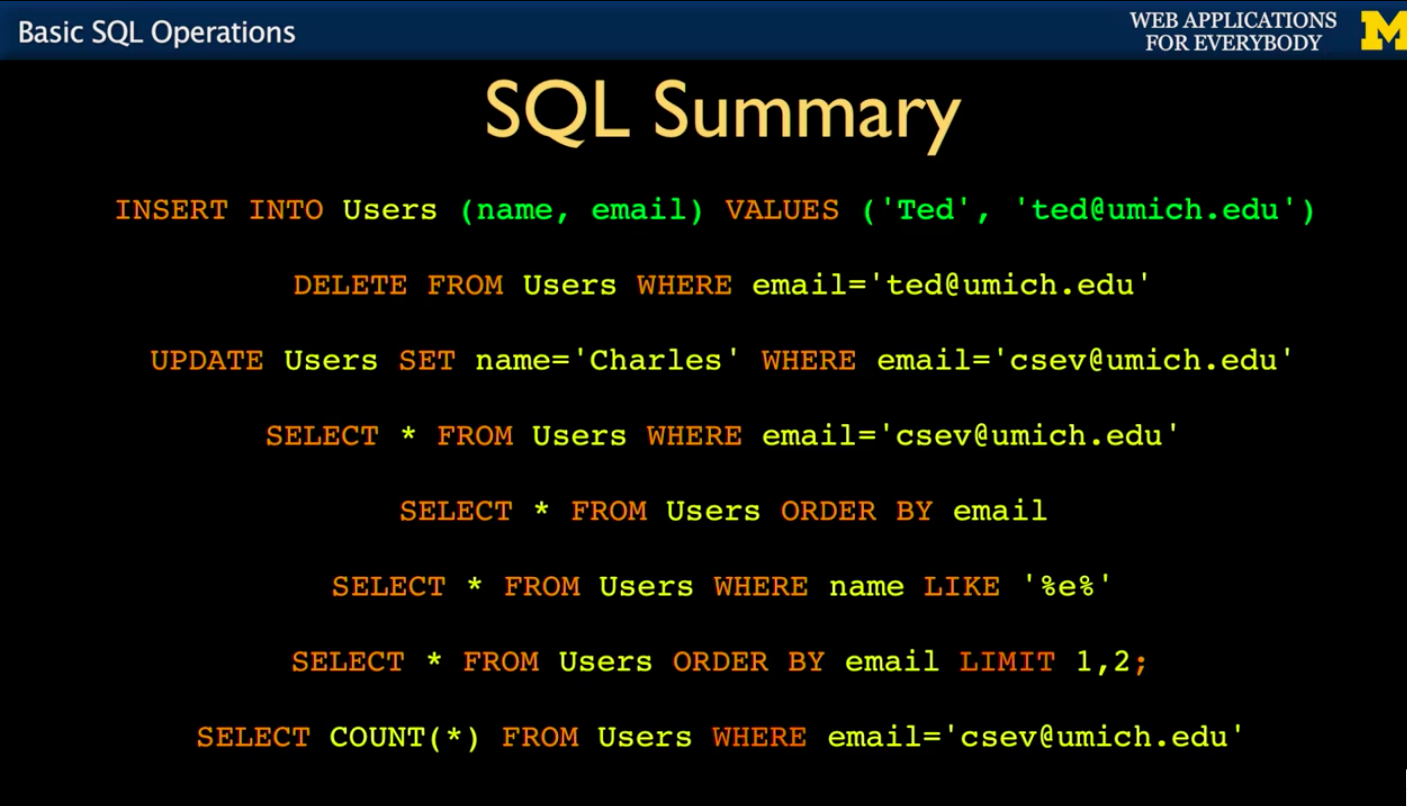 Basic SQL Operations
WEB APPLICATIONS
FOR EVERYBODY
M
SQL Summary
INSERT INTO Users (name, email) VALUES ('Ted', 'ted@umich.edu')
DELETE FROM Users WHERE email='ted@umich.edu'
UPDATE Users SET name='Charles' WHERE email='csev@umich.edu'
SELECT * FROM Users WHERE email='csev@umich.edu'
SELECT * FROM Users ORDER BY email
SELECT * FROM Users WHERE name LIKE '%e%'
SELECT * FROM Users ORDER BY email LIMIT 1,2;
SELECT COUNT(*) FROM Users WHERE email='csev@umich.edu'